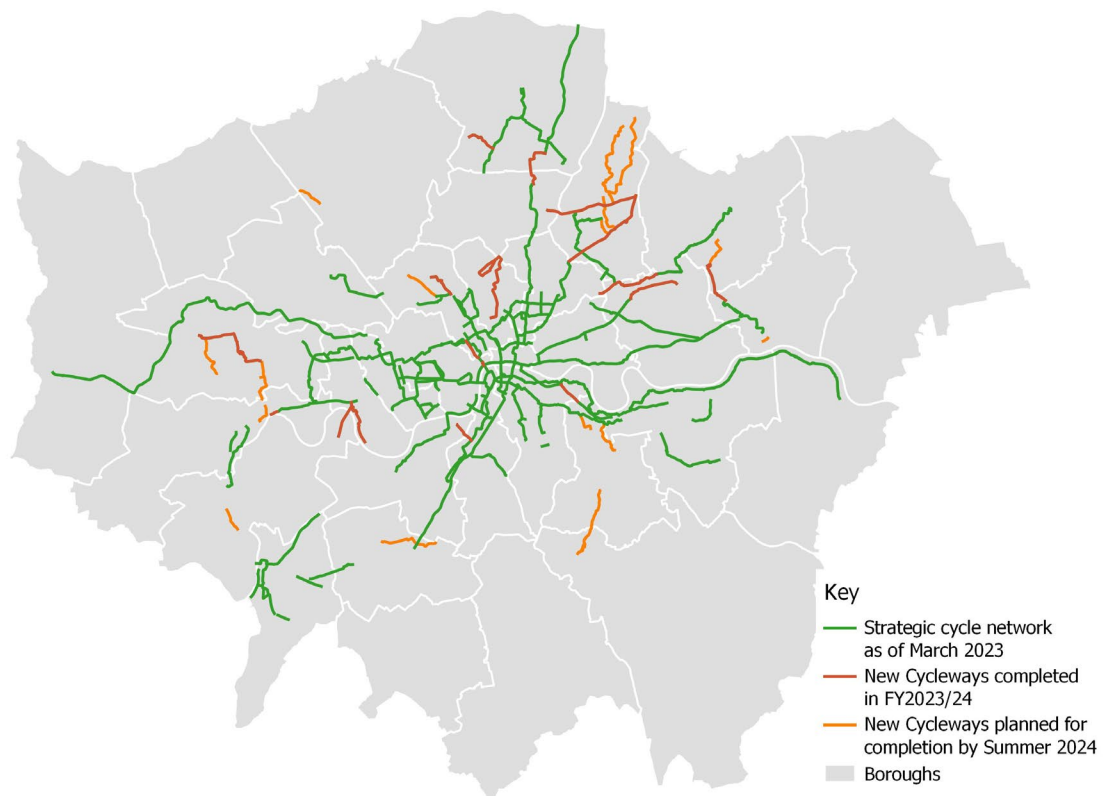 Key
Strategic cycle network
as of March 2023
New Cycleways completed
in FY2023/24
New Cycleways planned for
completion by Summer 2024
Boroughs